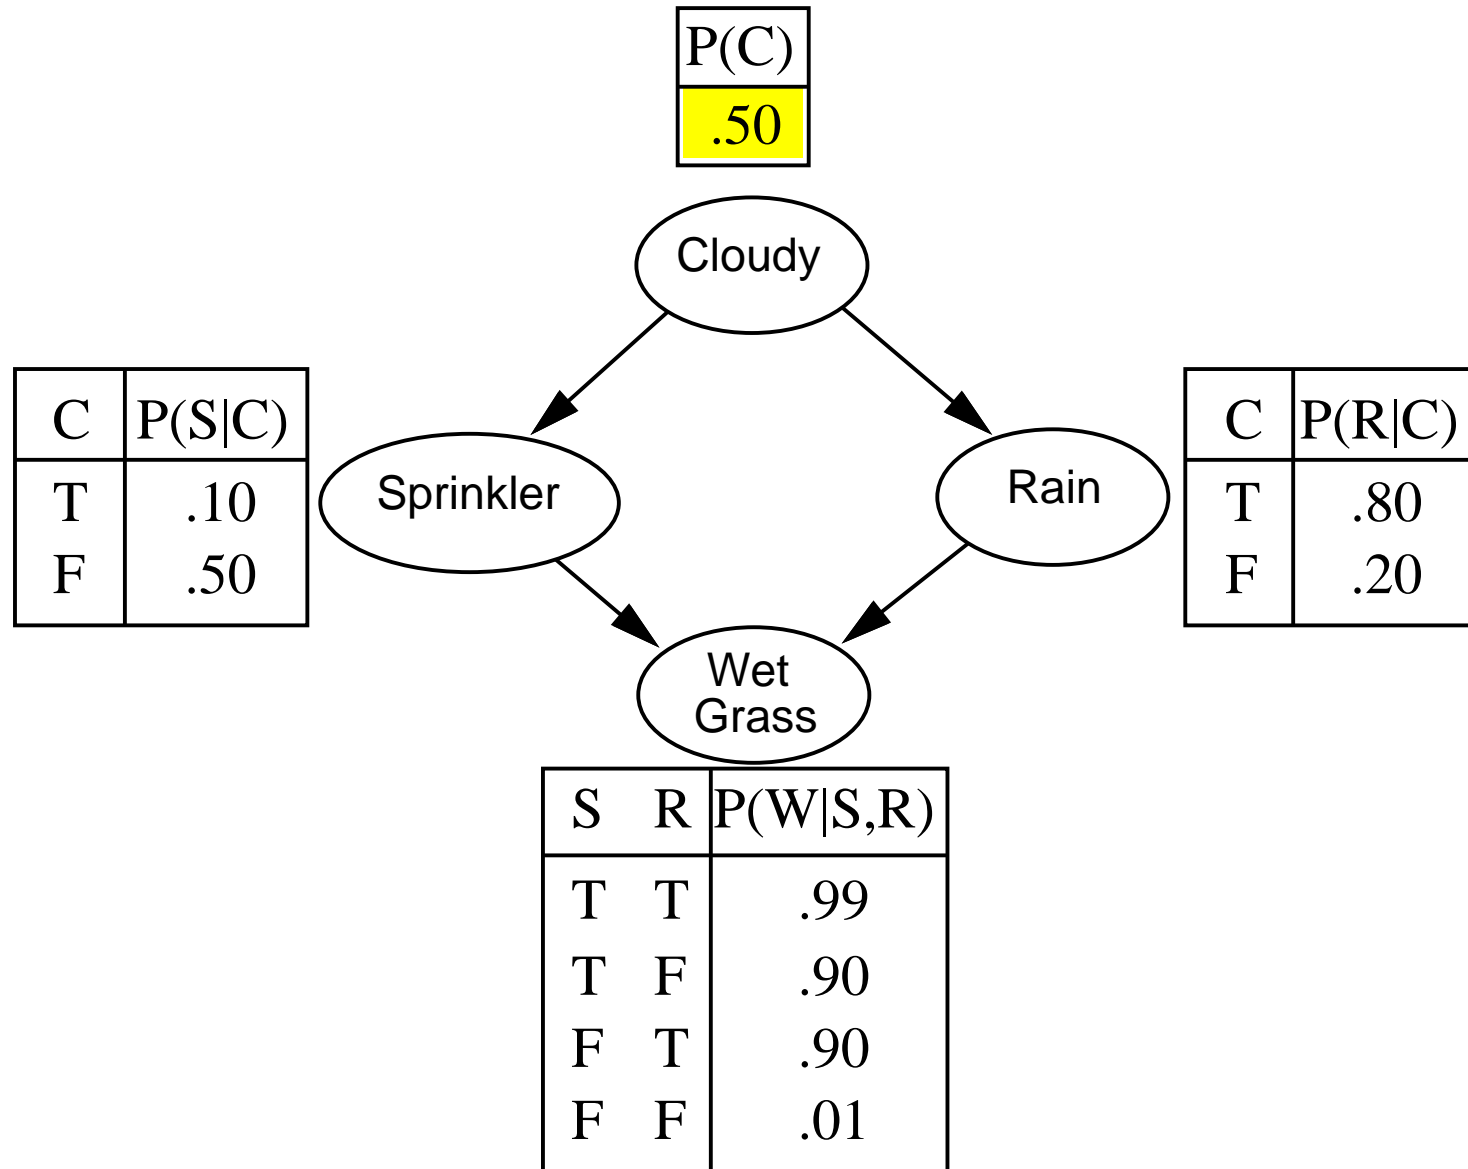 P(C)
.50
Cloudy
C P(S|C)
T .10
F .50
Sprinkler
Rain
C P(R|C)
T .80
F .20
Wet
Grass
S R P(W|S,R)
T T .99
T F .90
F T .90
F F .01